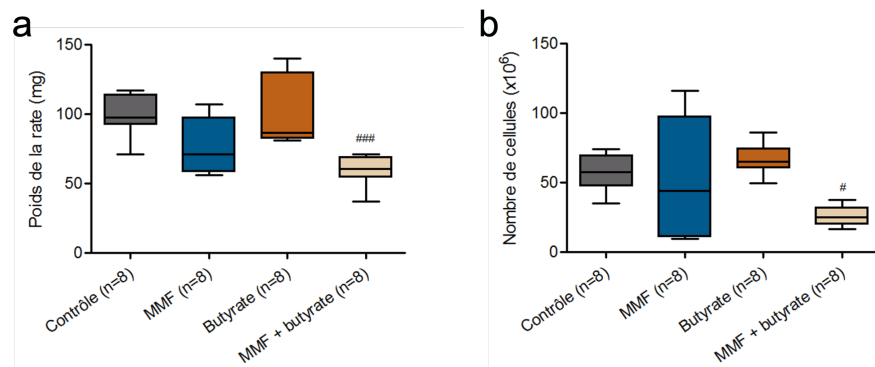 a
Poids de la rate (mg)
150
100
50
0
###
Contrôle (n=8)
MMF (n=8)
Butyrate (n=8)
MMF + butyrate (n=8)
b
Nombre de cellules (x10⁶)
150
100
50
0
#
Contrôle (n=8)
MMF (n=8)
Butyrate (n=8)
MMF + butyrate (n=8)